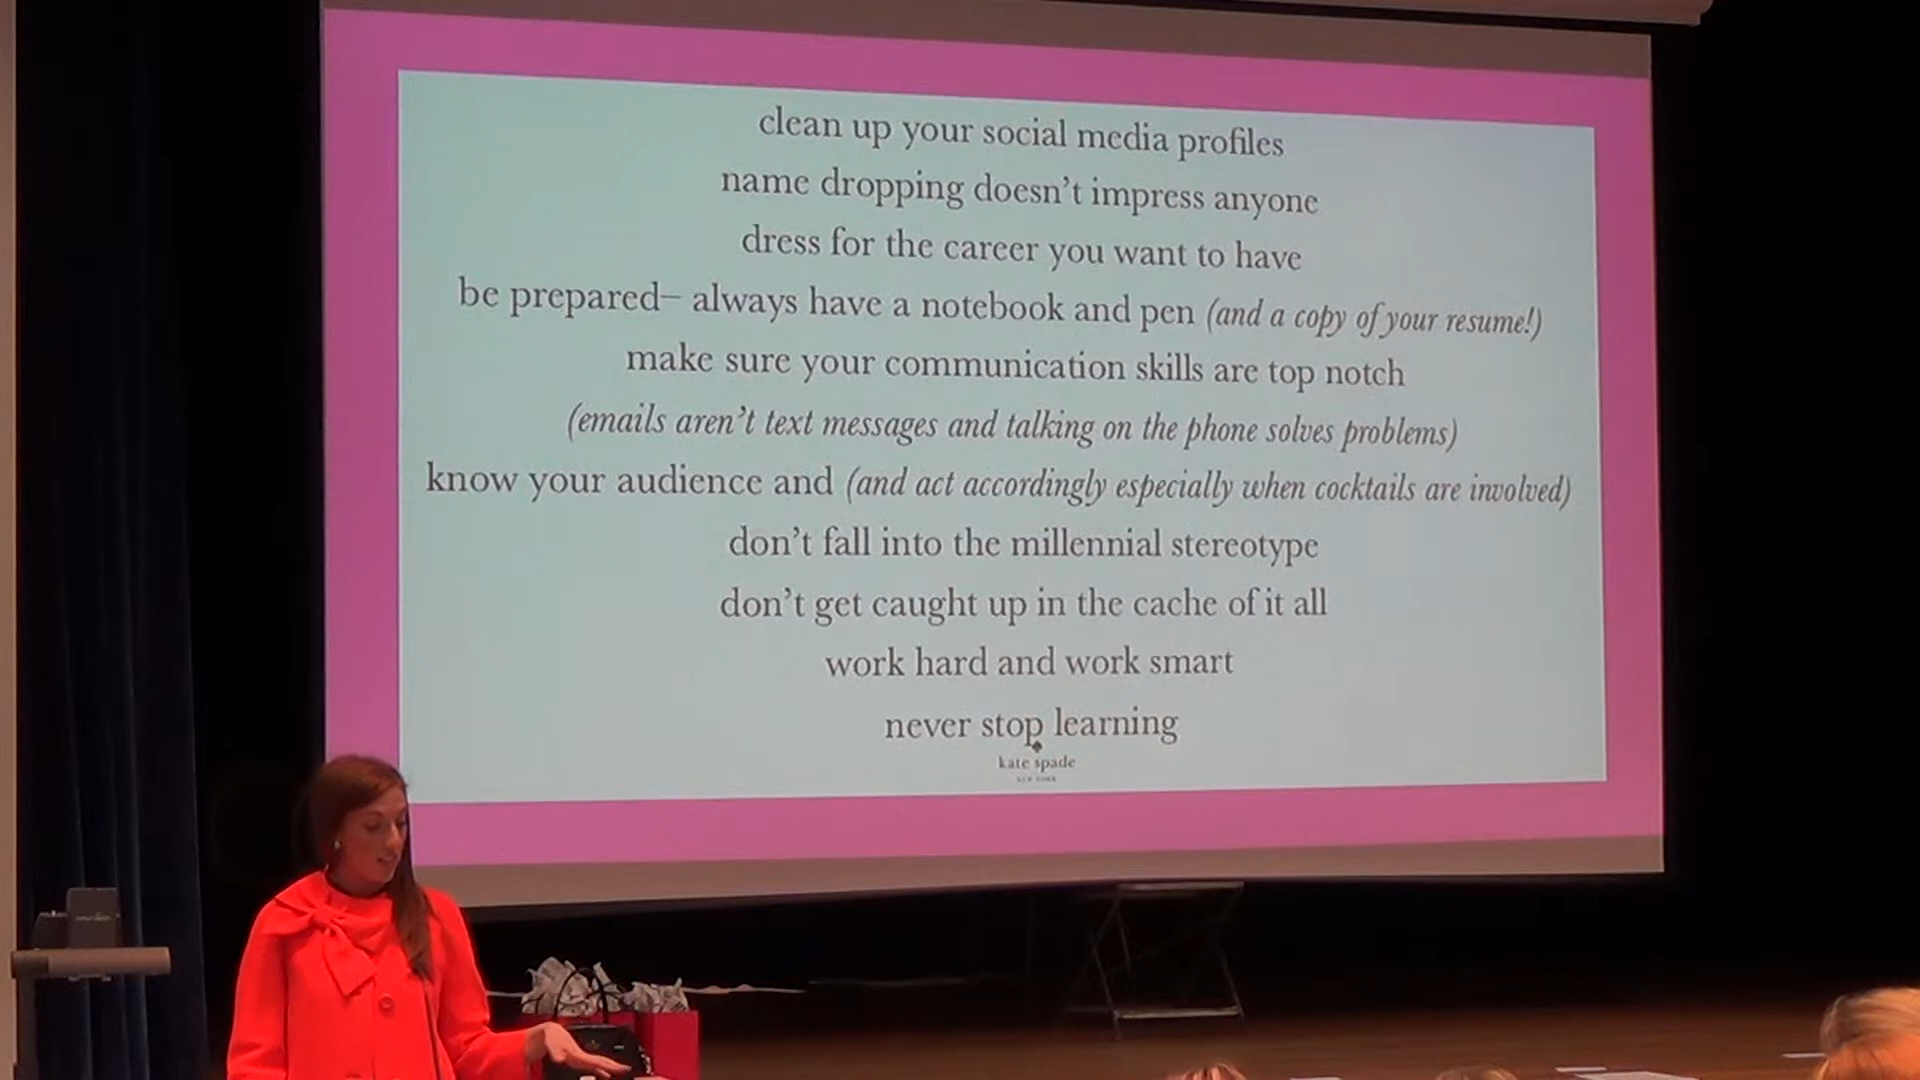 clean up your social media profiles
name dropping doesn't impress anyone
dress for the career you want to have
be prepared– always have a notebook and pen (and a copy of your resume!)
make sure your communication skills are top notch
(emails aren't text messages and talking on the phone solves problems)
know your audience and (and act accordingly especially when cocktails are involved)
don't fall into the millennial stereotype
don't get caught up in the cache of it all
work hard and work smart
never stop learning
kate spade
NEW YORK